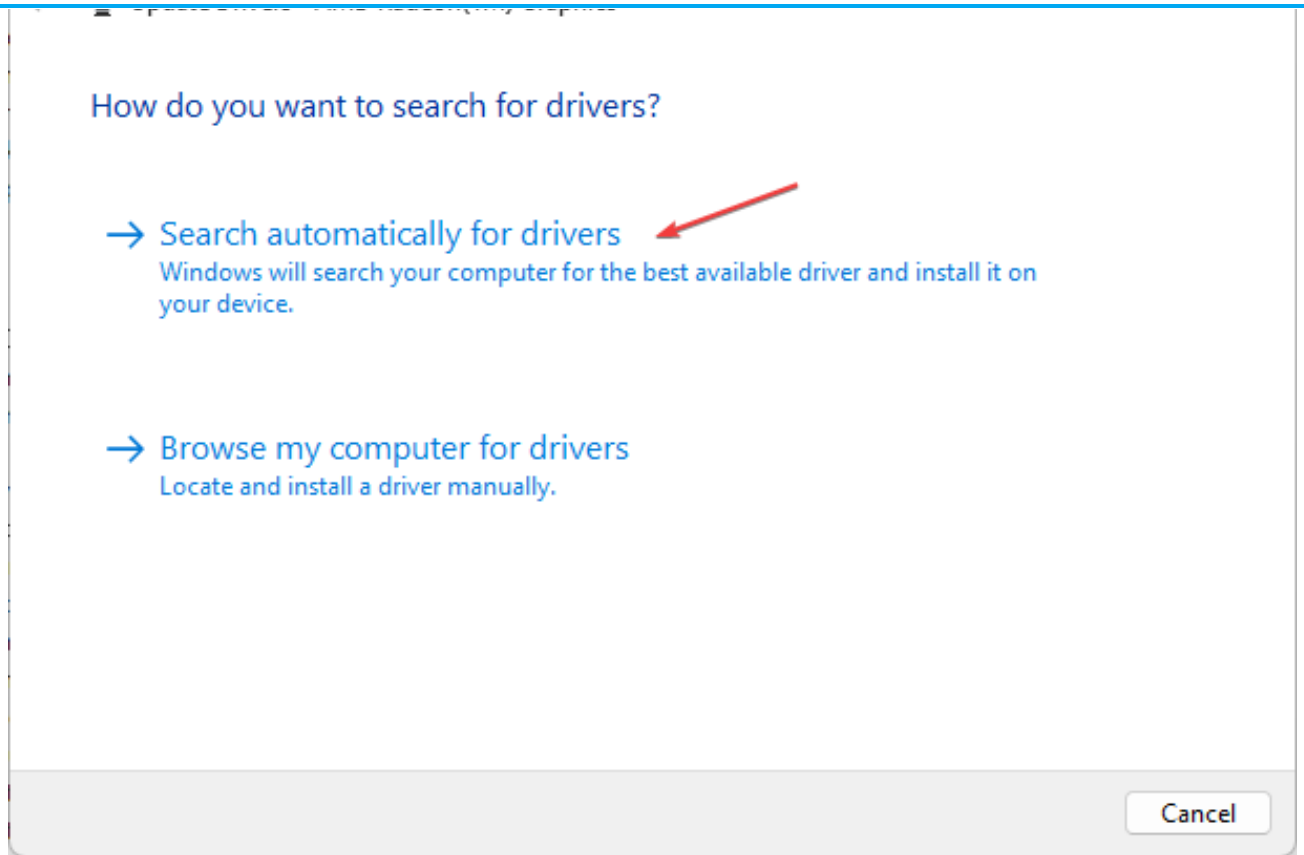 How do you want to search for drivers?
Search automatically for drivers
Windows will search your computer for the best available driver and install it on
your device.
Browse my computer for drivers
Locate and install a driver manually.
Cancel